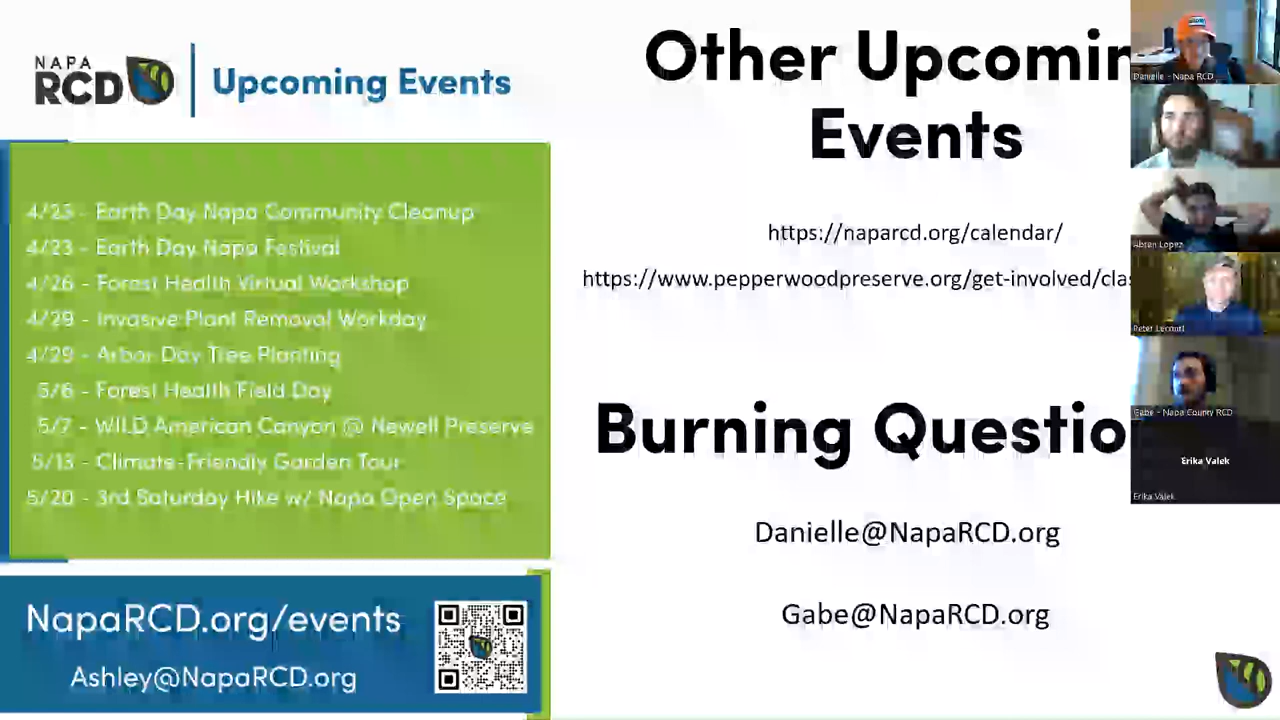 NAPA
RCD
Upcoming Events
4/23 - Earth Day Napa Community Cleanup
4/23 - Earth Day Napa Festival
4/26 - Forest Health Virtual Workshop
4/29 - Invasive Plant Removal Workday
4/29 - Arbor Day Tree Planting
5/6 - Forest Health Field Day
5/7 - WILD American Canyon @ Newell Preserve
5/13 - Climate-Friendly Garden Tour
5/20 - 3rd Saturday Hike w/ Napa Open Space
NapaRCD.org/events
Ashley@NapaRCD.org
Other Upcomin
Events
https://naparcd.org/calendar/
https://www.pepperwoodpreserve.org/get-involved/clas
Burning Questio
Danielle@NapaRCD.org
Gabe@NapaRCD.org
Danielle - Napa RCD
Lopez
Peter
Gabe - Napa County RCD
Erika Valek
Erika Valek